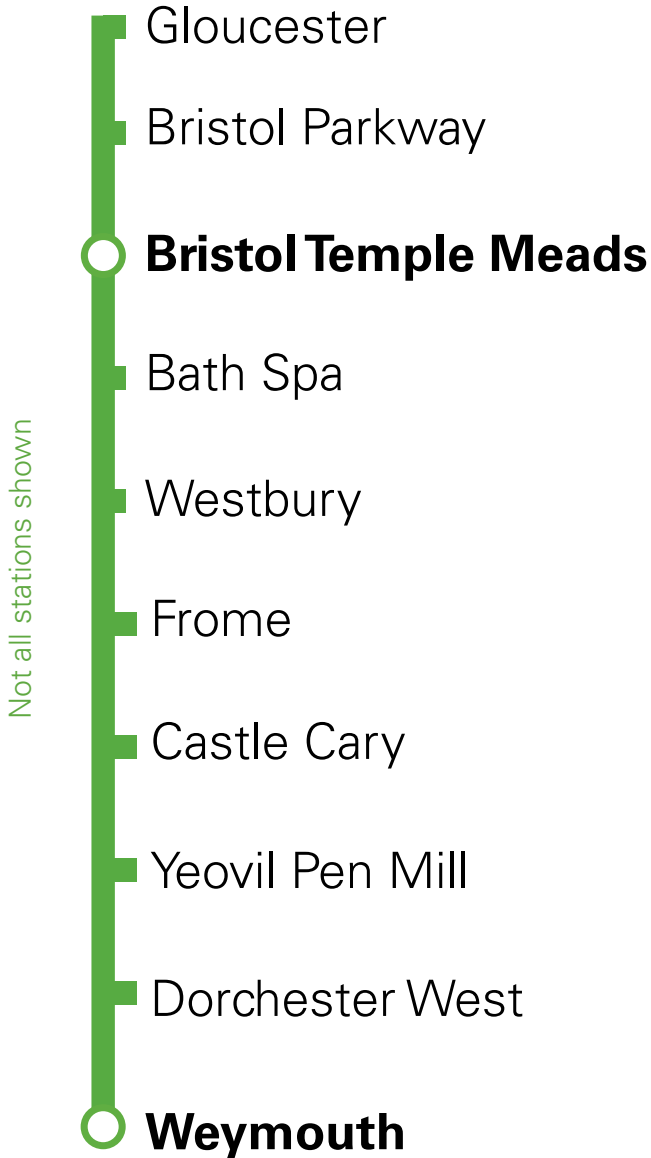 Gloucester
Bristol Parkway
Bristol Temple Meads
Bath Spa
Westbury
Frome
Castle Cary
Yeovil Pen Mill
Dorchester West
Weymouth
Not all stations shown